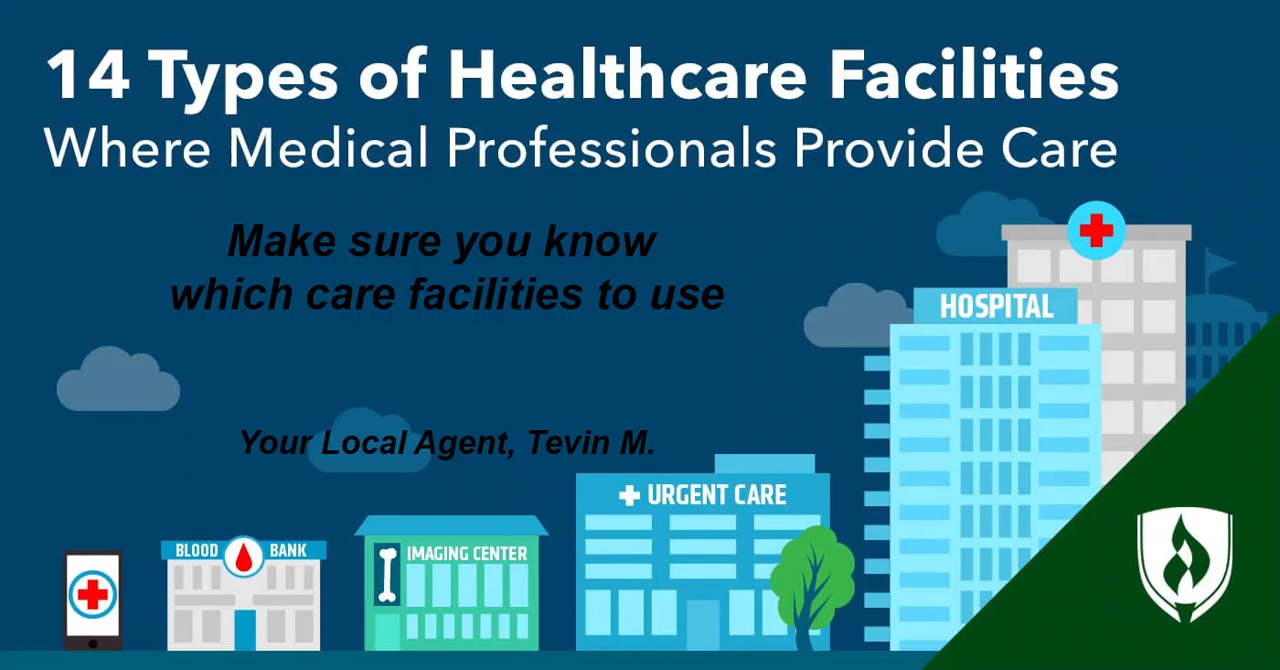 14 Types of Healthcare Facilities
Where Medical Professionals Provide Care
Make sure you know
which care facilities to use
HOSPITAL
Your Local Agent, Tevin M.
URGENT CARE
BLOOD BANK
IMAGING CENTER